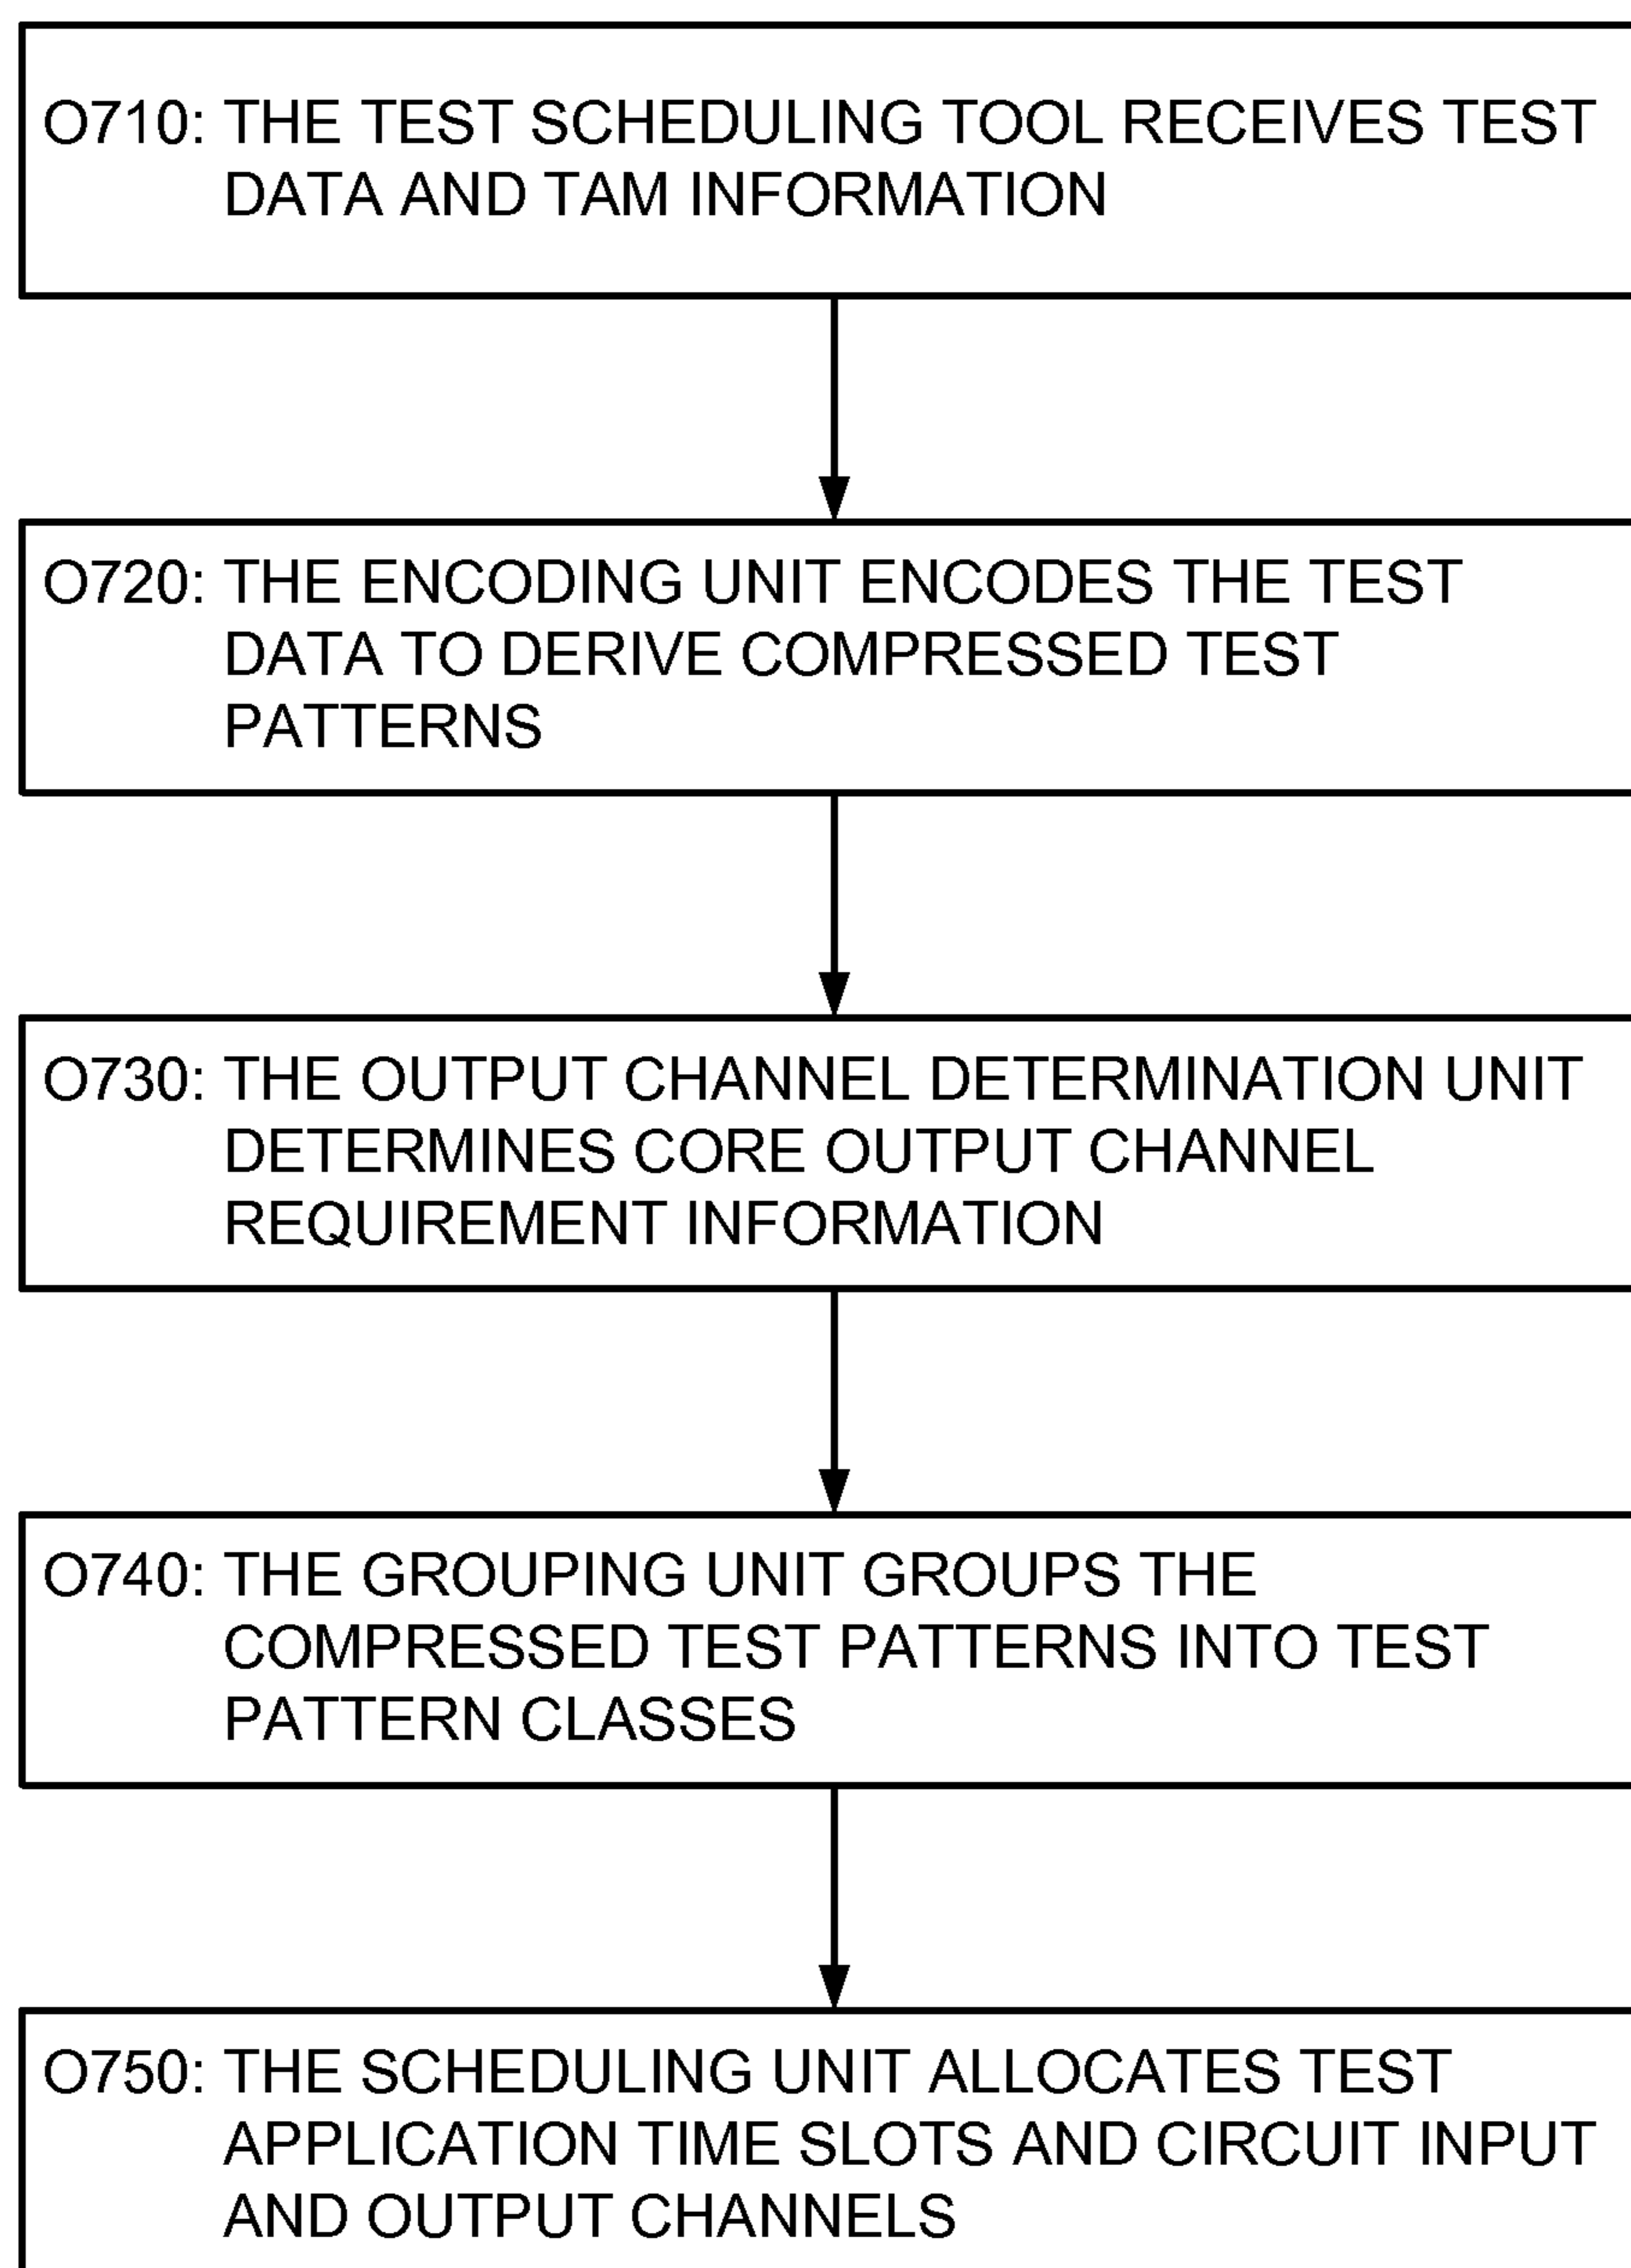 O710: THE TEST SCHEDULING TOOL RECEIVES TEST
DATA AND TAM INFORMATION
O720: THE ENCODING UNIT ENCODES THE TEST
DATA TO DERIVE COMPRESSED TEST
PATTERNS
O730: THE OUTPUT CHANNEL DETERMINATION UNIT
DETERMINES CORE OUTPUT CHANNEL
REQUIREMENT INFORMATION
O740: THE GROUPING UNIT GROUPS THE
COMPRESSED TEST PATTERNS INTO TEST
PATTERN CLASSES
O750: THE SCHEDULING UNIT ALLOCATES TEST
APPLICATION TIME SLOTS AND CIRCUIT INPUT
AND OUTPUT CHANNELS